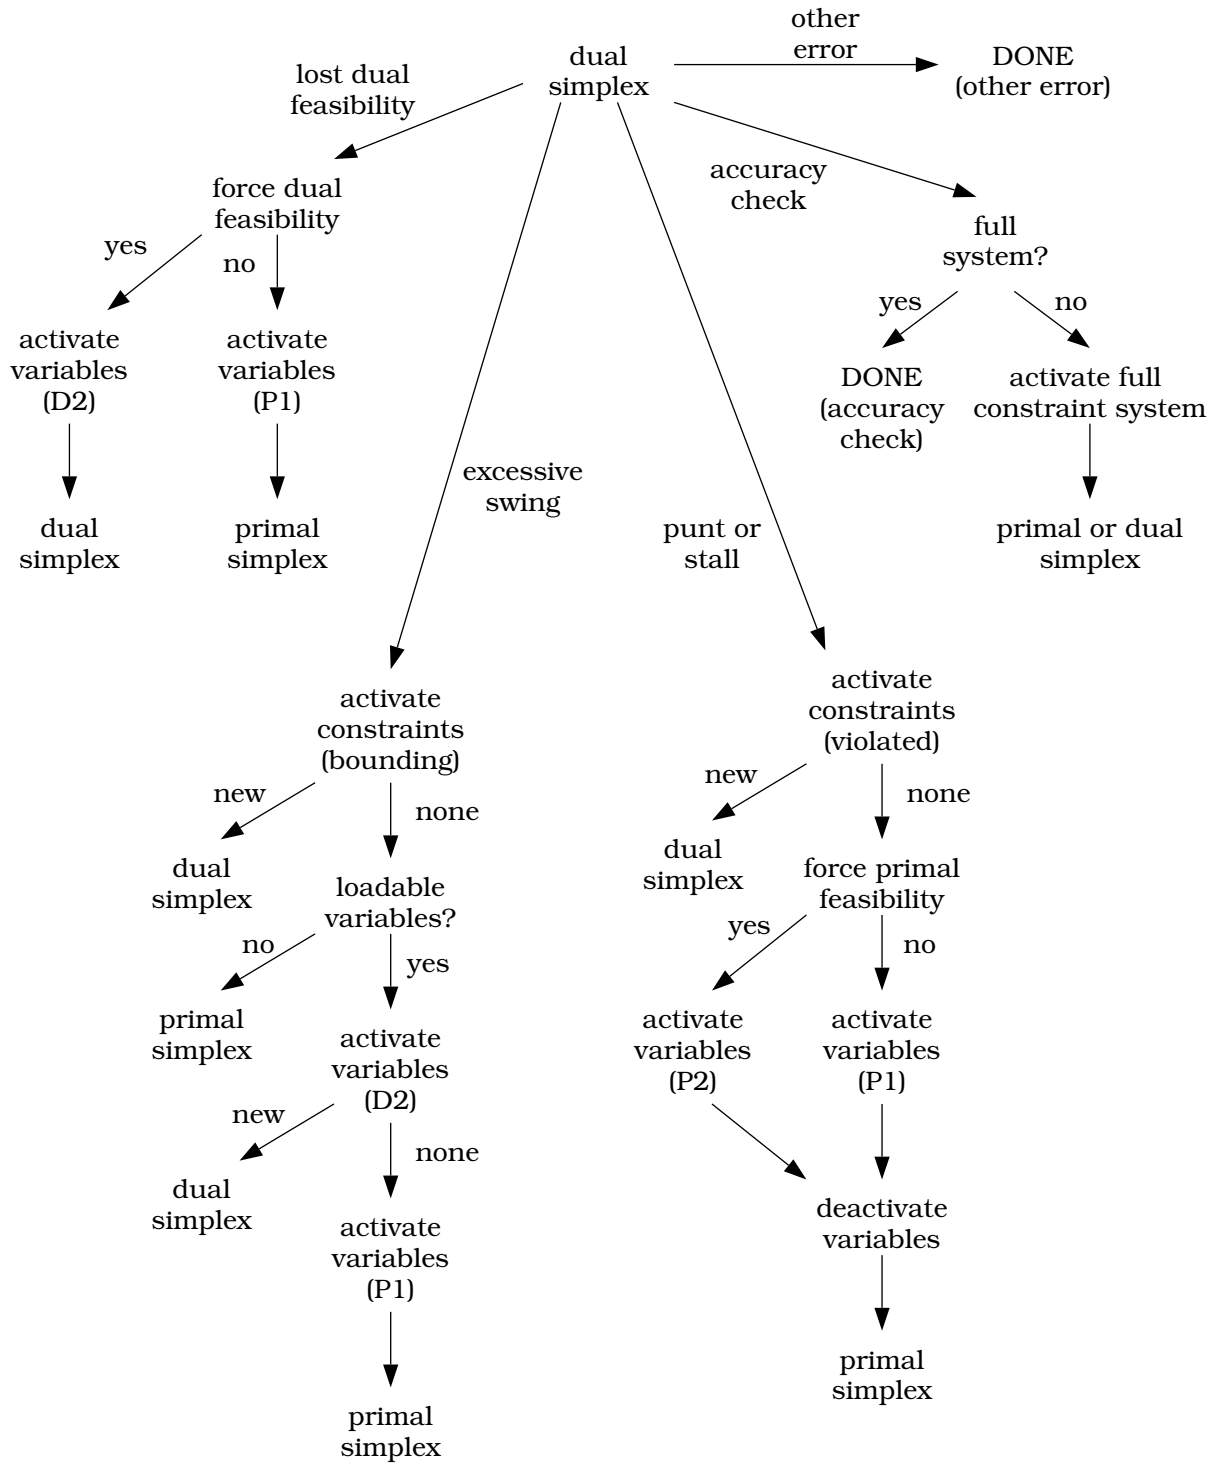 other
error
dual
simplex
DONE
(other error)
lost dual
feasibility
accuracy
check
force dual
feasibility
full
system?
yes
no
yes
no
activate
variables
(D2)
activate
variables
(P1)
DONE
(accuracy
check)
activate full
constraint system
excessive
swing
dual
simplex
primal
simplex
punt or
stall
primal or dual
simplex
activate
constraints
(bounding)
activate
constraints
(violated)
new
none
new
none
dual
simplex
loadable
variables?
dual
simplex
force primal
feasibility
no
yes
yes
no
primal
simplex
activate
variables
(D2)
activate
variables
(P2)
activate
variables
(P1)
new
none
dual
simplex
activate
variables
(P1)
deactivate
variables
primal
simplex
primal
simplex